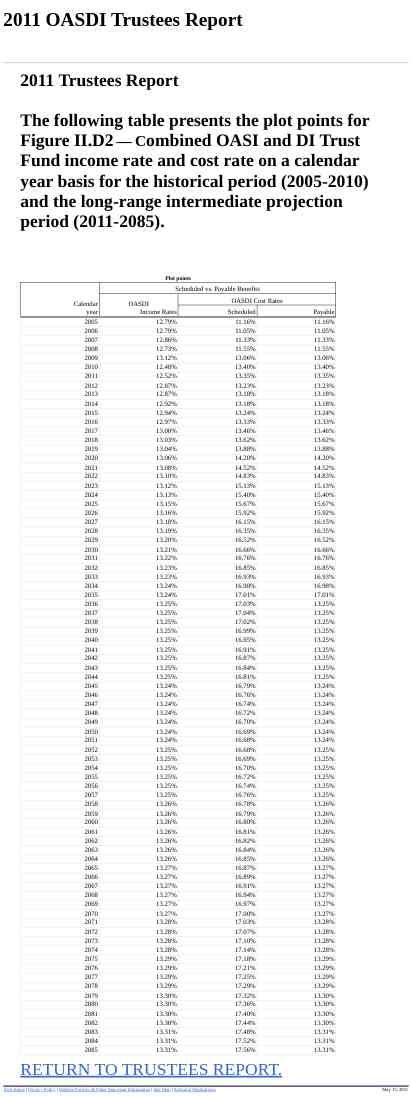 2011 OASDI Trustees Report
2011 Trustees Report
The following table presents the plot points for
Figure II.D2 — Combined OASI and DI Trust
Fund income rate and cost rate on a calendar
year basis for the historical period (2005-2010)
and the long-range intermediate projection
period (2011-2085).
Plot points
Scheduled vs. Payable Benefits
Calendar OASDI OASDI Cost Rates
year Income Rates Scheduled Payable
2005 12.79% 11.16% 11.16%
2006 12.79% 11.05% 11.05%
2007 12.86% 11.33% 11.33%
2008 12.73% 11.55% 11.55%
2009 13.12% 13.06% 13.06%
2010 12.48% 13.40% 13.40%
2011 12.52% 13.35% 13.35%
2012 12.87% 13.23% 13.23%
2013 12.87% 13.18% 13.18%
2014 12.92% 13.18% 13.18%
2015 12.94% 13.24% 13.24%
2016 12.97% 13.33% 13.33%
2017 13.00% 13.46% 13.46%
2018 13.03% 13.62% 13.62%
2019 13.04% 13.88% 13.88%
2020 13.06% 14.20% 14.20%
2021 13.08% 14.52% 14.52%
2022 13.10% 14.83% 14.83%
2023 13.12% 15.13% 15.13%
2024 13.13% 15.40% 15.40%
2025 13.15% 15.67% 15.67%
2026 13.16% 15.92% 15.92%
2027 13.18% 16.15% 16.15%
2028 13.19% 16.35% 16.35%
2029 13.20% 16.52% 16.52%
2030 13.21% 16.66% 16.66%
2031 13.22% 16.76% 16.76%
2032 13.23% 16.85% 16.85%
2033 13.23% 16.93% 16.93%
2034 13.24% 16.98% 16.98%
2035 13.24% 17.01% 17.01%
2036 13.25% 17.03% 13.25%
2037 13.25% 17.04% 13.25%
2038 13.25% 17.02% 13.25%
2039 13.25% 16.99% 13.25%
2040 13.25% 16.95% 13.25%
2041 13.25% 16.91% 13.25%
2042 13.25% 16.87% 13.25%
2043 13.25% 16.84% 13.25%
2044 13.25% 16.81% 13.25%
2045 13.24% 16.79% 13.24%
2046 13.24% 16.76% 13.24%
2047 13.24% 16.74% 13.24%
2048 13.24% 16.72% 13.24%
2049 13.24% 16.70% 13.24%
2050 13.24% 16.69% 13.24%
2051 13.24% 16.68% 13.24%
2052 13.25% 16.68% 13.25%
2053 13.25% 16.69% 13.25%
2054 13.25% 16.70% 13.25%
2055 13.25% 16.72% 13.25%
2056 13.25% 16.74% 13.25%
2057 13.25% 16.76% 13.25%
2058 13.26% 16.78% 13.26%
2059 13.26% 16.79% 13.26%
2060 13.26% 16.80% 13.26%
2061 13.26% 16.81% 13.26%
2062 13.26% 16.82% 13.26%
2063 13.26% 16.84% 13.26%
2064 13.26% 16.85% 13.26%
2065 13.27% 16.87% 13.27%
2066 13.27% 16.89% 13.27%
2067 13.27% 16.91% 13.27%
2068 13.27% 16.94% 13.27%
2069 13.27% 16.97% 13.27%
2070 13.27% 17.00% 13.27%
2071 13.28% 17.03% 13.28%
2072 13.28% 17.07% 13.28%
2073 13.28% 17.10% 13.28%
2074 13.28% 17.14% 13.28%
2075 13.29% 17.18% 13.29%
2076 13.29% 17.21% 13.29%
2077 13.29% 17.25% 13.29%
2078 13.29% 17.29% 13.29%
2079 13.30% 17.32% 13.30%
2080 13.30% 17.36% 13.30%
2081 13.30% 17.40% 13.30%
2082 13.30% 17.44% 13.30%
2083 13.31% 17.48% 13.31%
2084 13.31% 17.52% 13.31%
2085 13.31% 17.56% 13.31%
RETURN TO TRUSTEES REPORT.